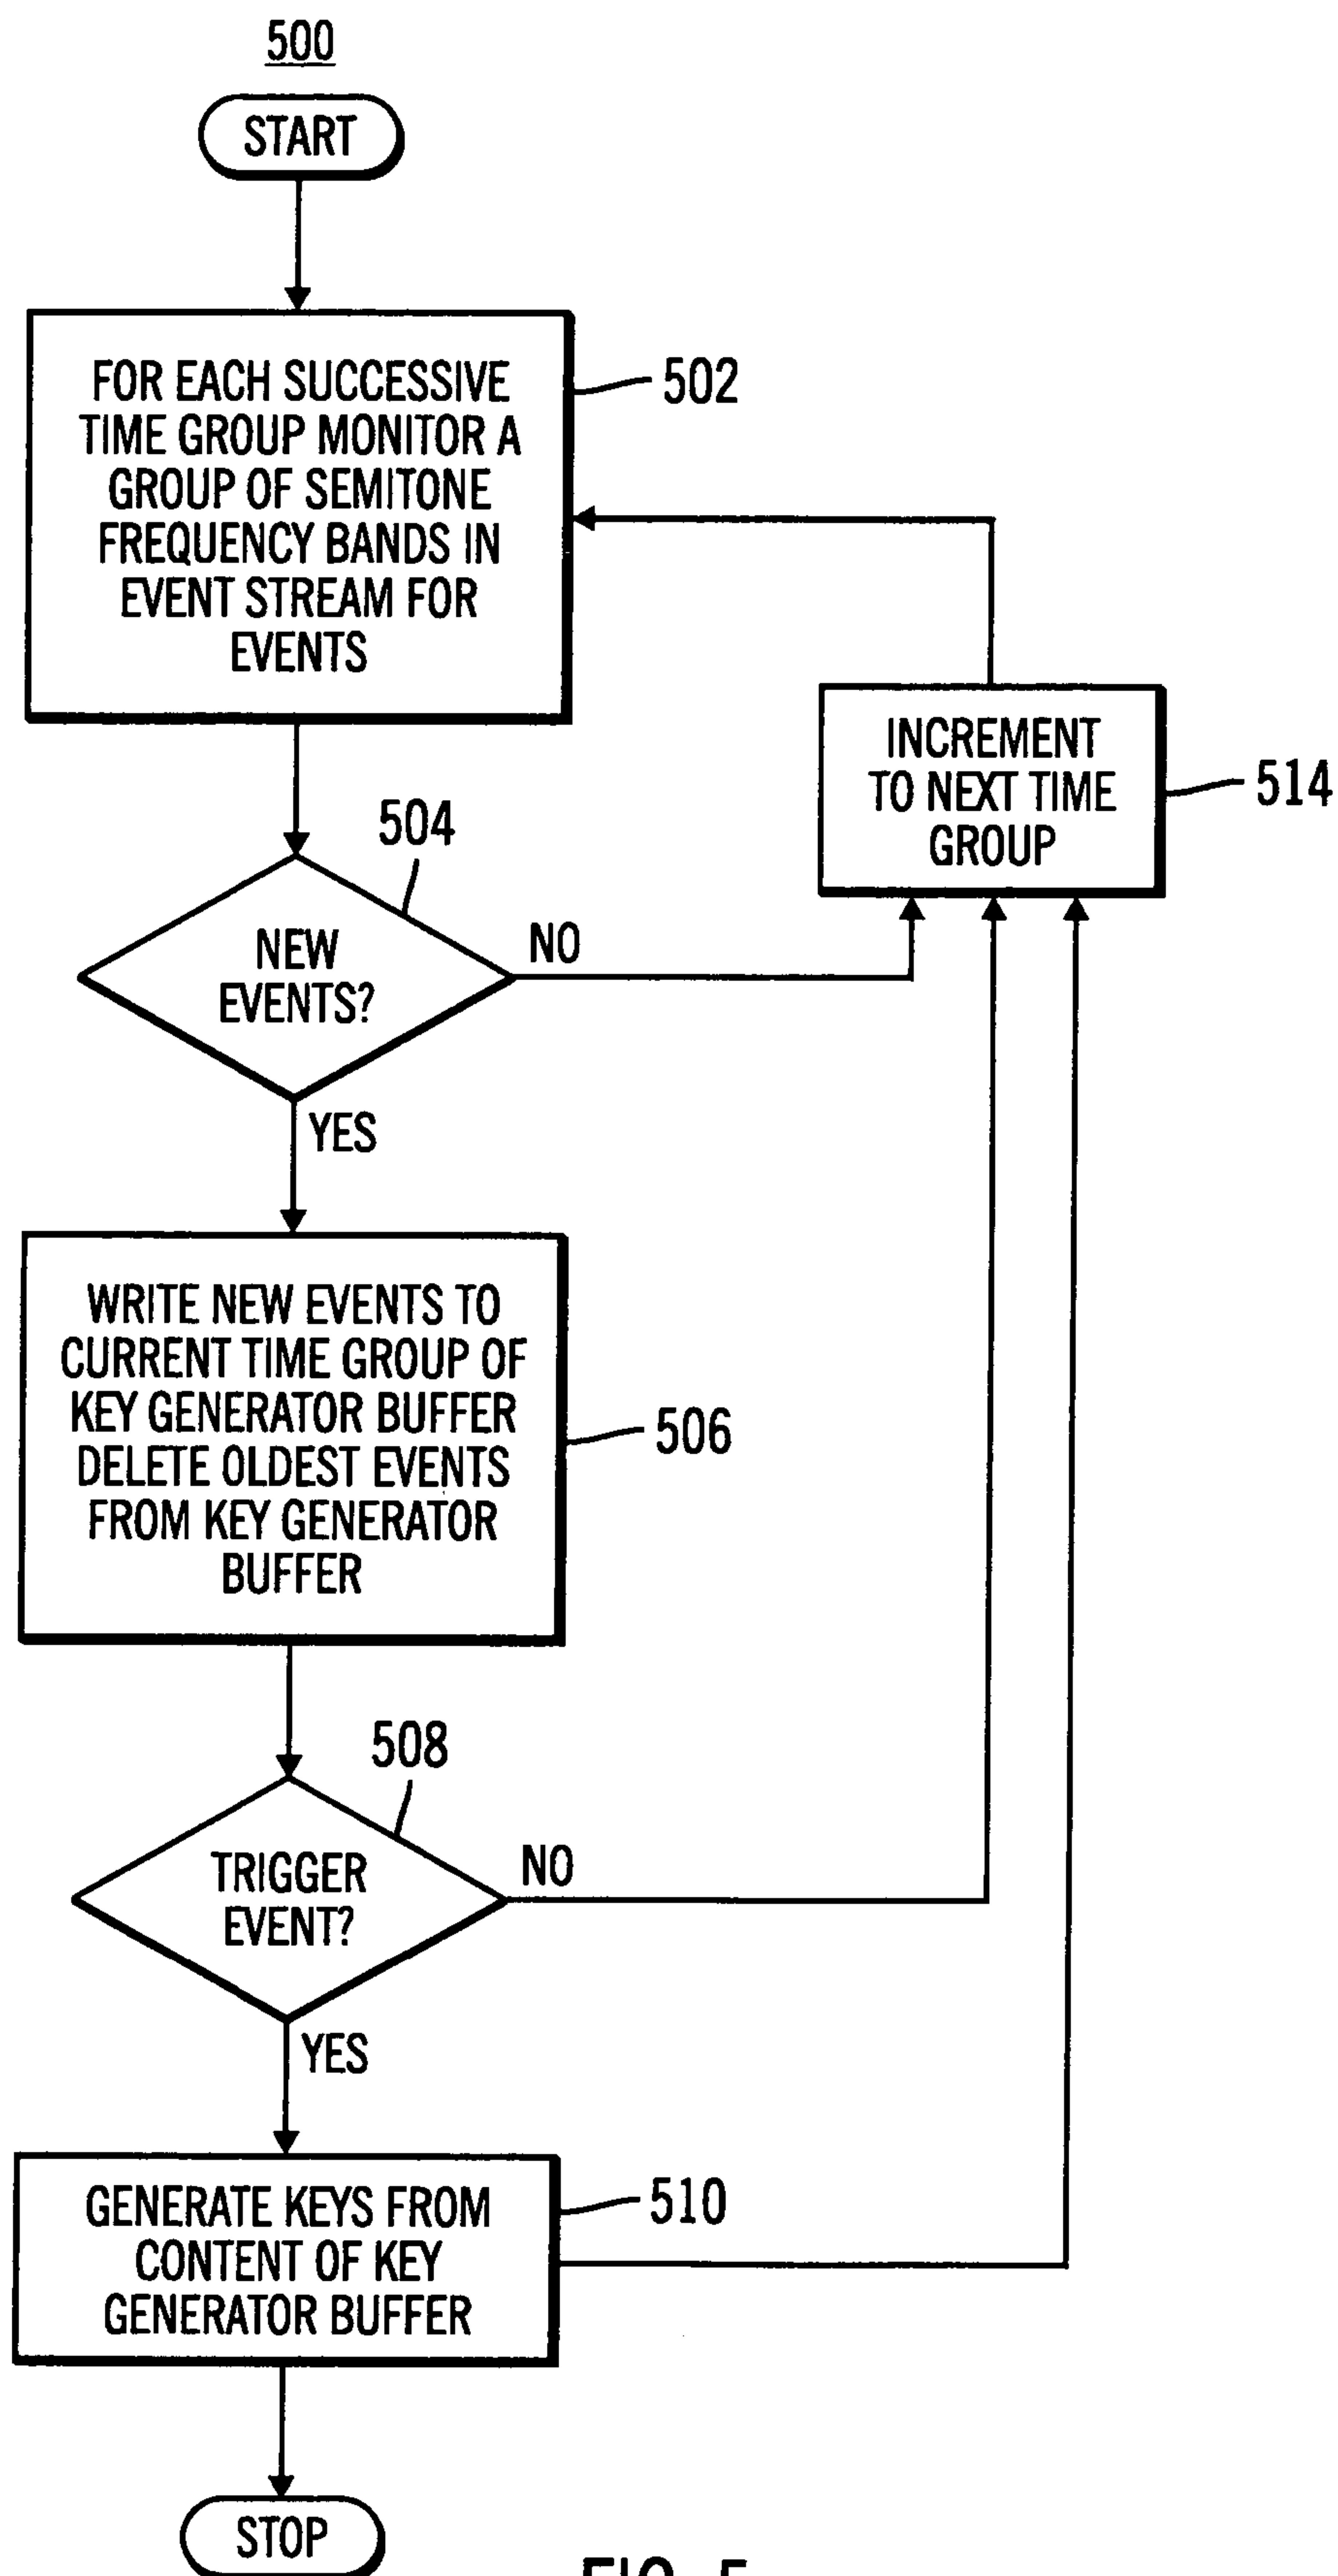 500
START
FOR EACH SUCCESSIVE
TIME GROUP MONITOR A
GROUP OF SEMITONE
FREQUENCY BANDS IN
EVENT STREAM FOR
EVENTS
502
INCREMENT
TO NEXT TIME
GROUP
514
504
NEW
EVENTS?
NO
YES
WRITE NEW EVENTS TO
CURRENT TIME GROUP OF
KEY GENERATOR BUFFER
DELETE OLDEST EVENTS
FROM KEY GENERATOR
BUFFER
506
508
TRIGGER
EVENT?
NO
YES
GENERATE KEYS FROM
CONTENT OF KEY
GENERATOR BUFFER
510
STOP